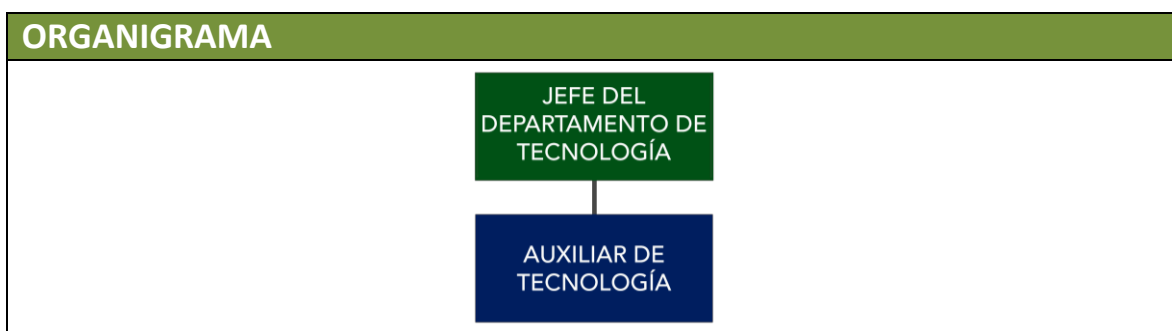 ORGANIGRAMA
JEFE DEL
DEPARTAMENTO DE
TECNOLOGÍA
AUXILIAR DE
TECNOLOGÍA